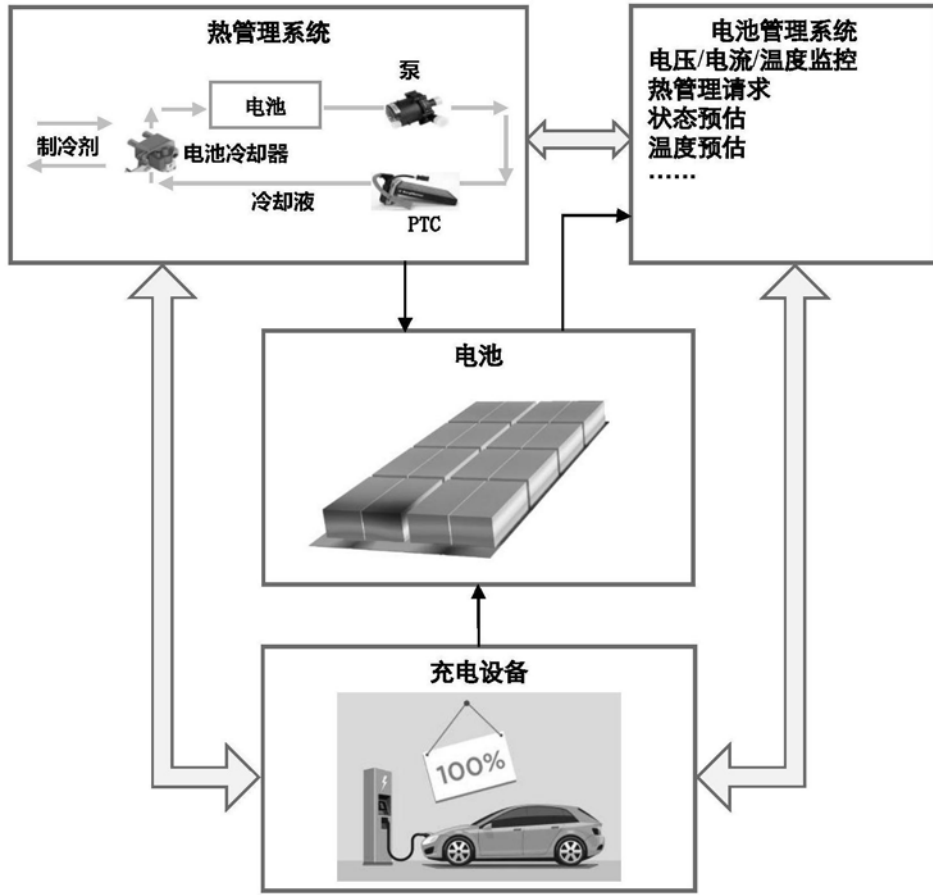 热管理系统
泵
电池
制冷剂
电池冷却器
冷却液
PTC
电池管理系统
电压/电流/温度监控
热管理请求
状态预估
温度预估
……
电池
充电设备
100%